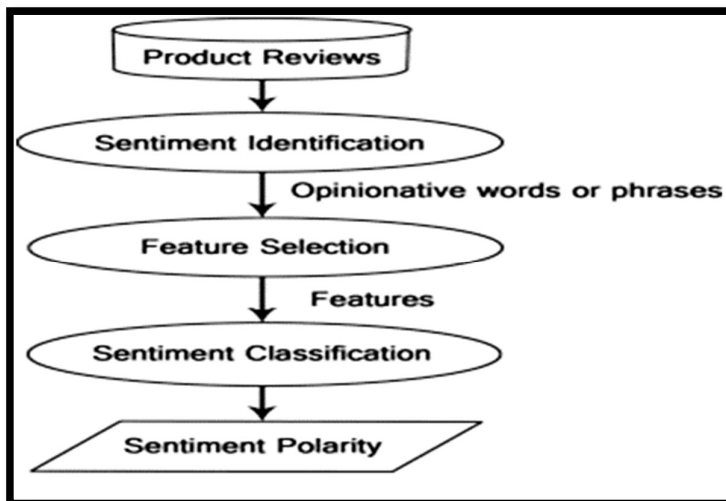 Product Reviews
Sentiment Identification
Opinionative words or phrases
Feature Selection
Features
Sentiment Classification
Sentiment Polarity